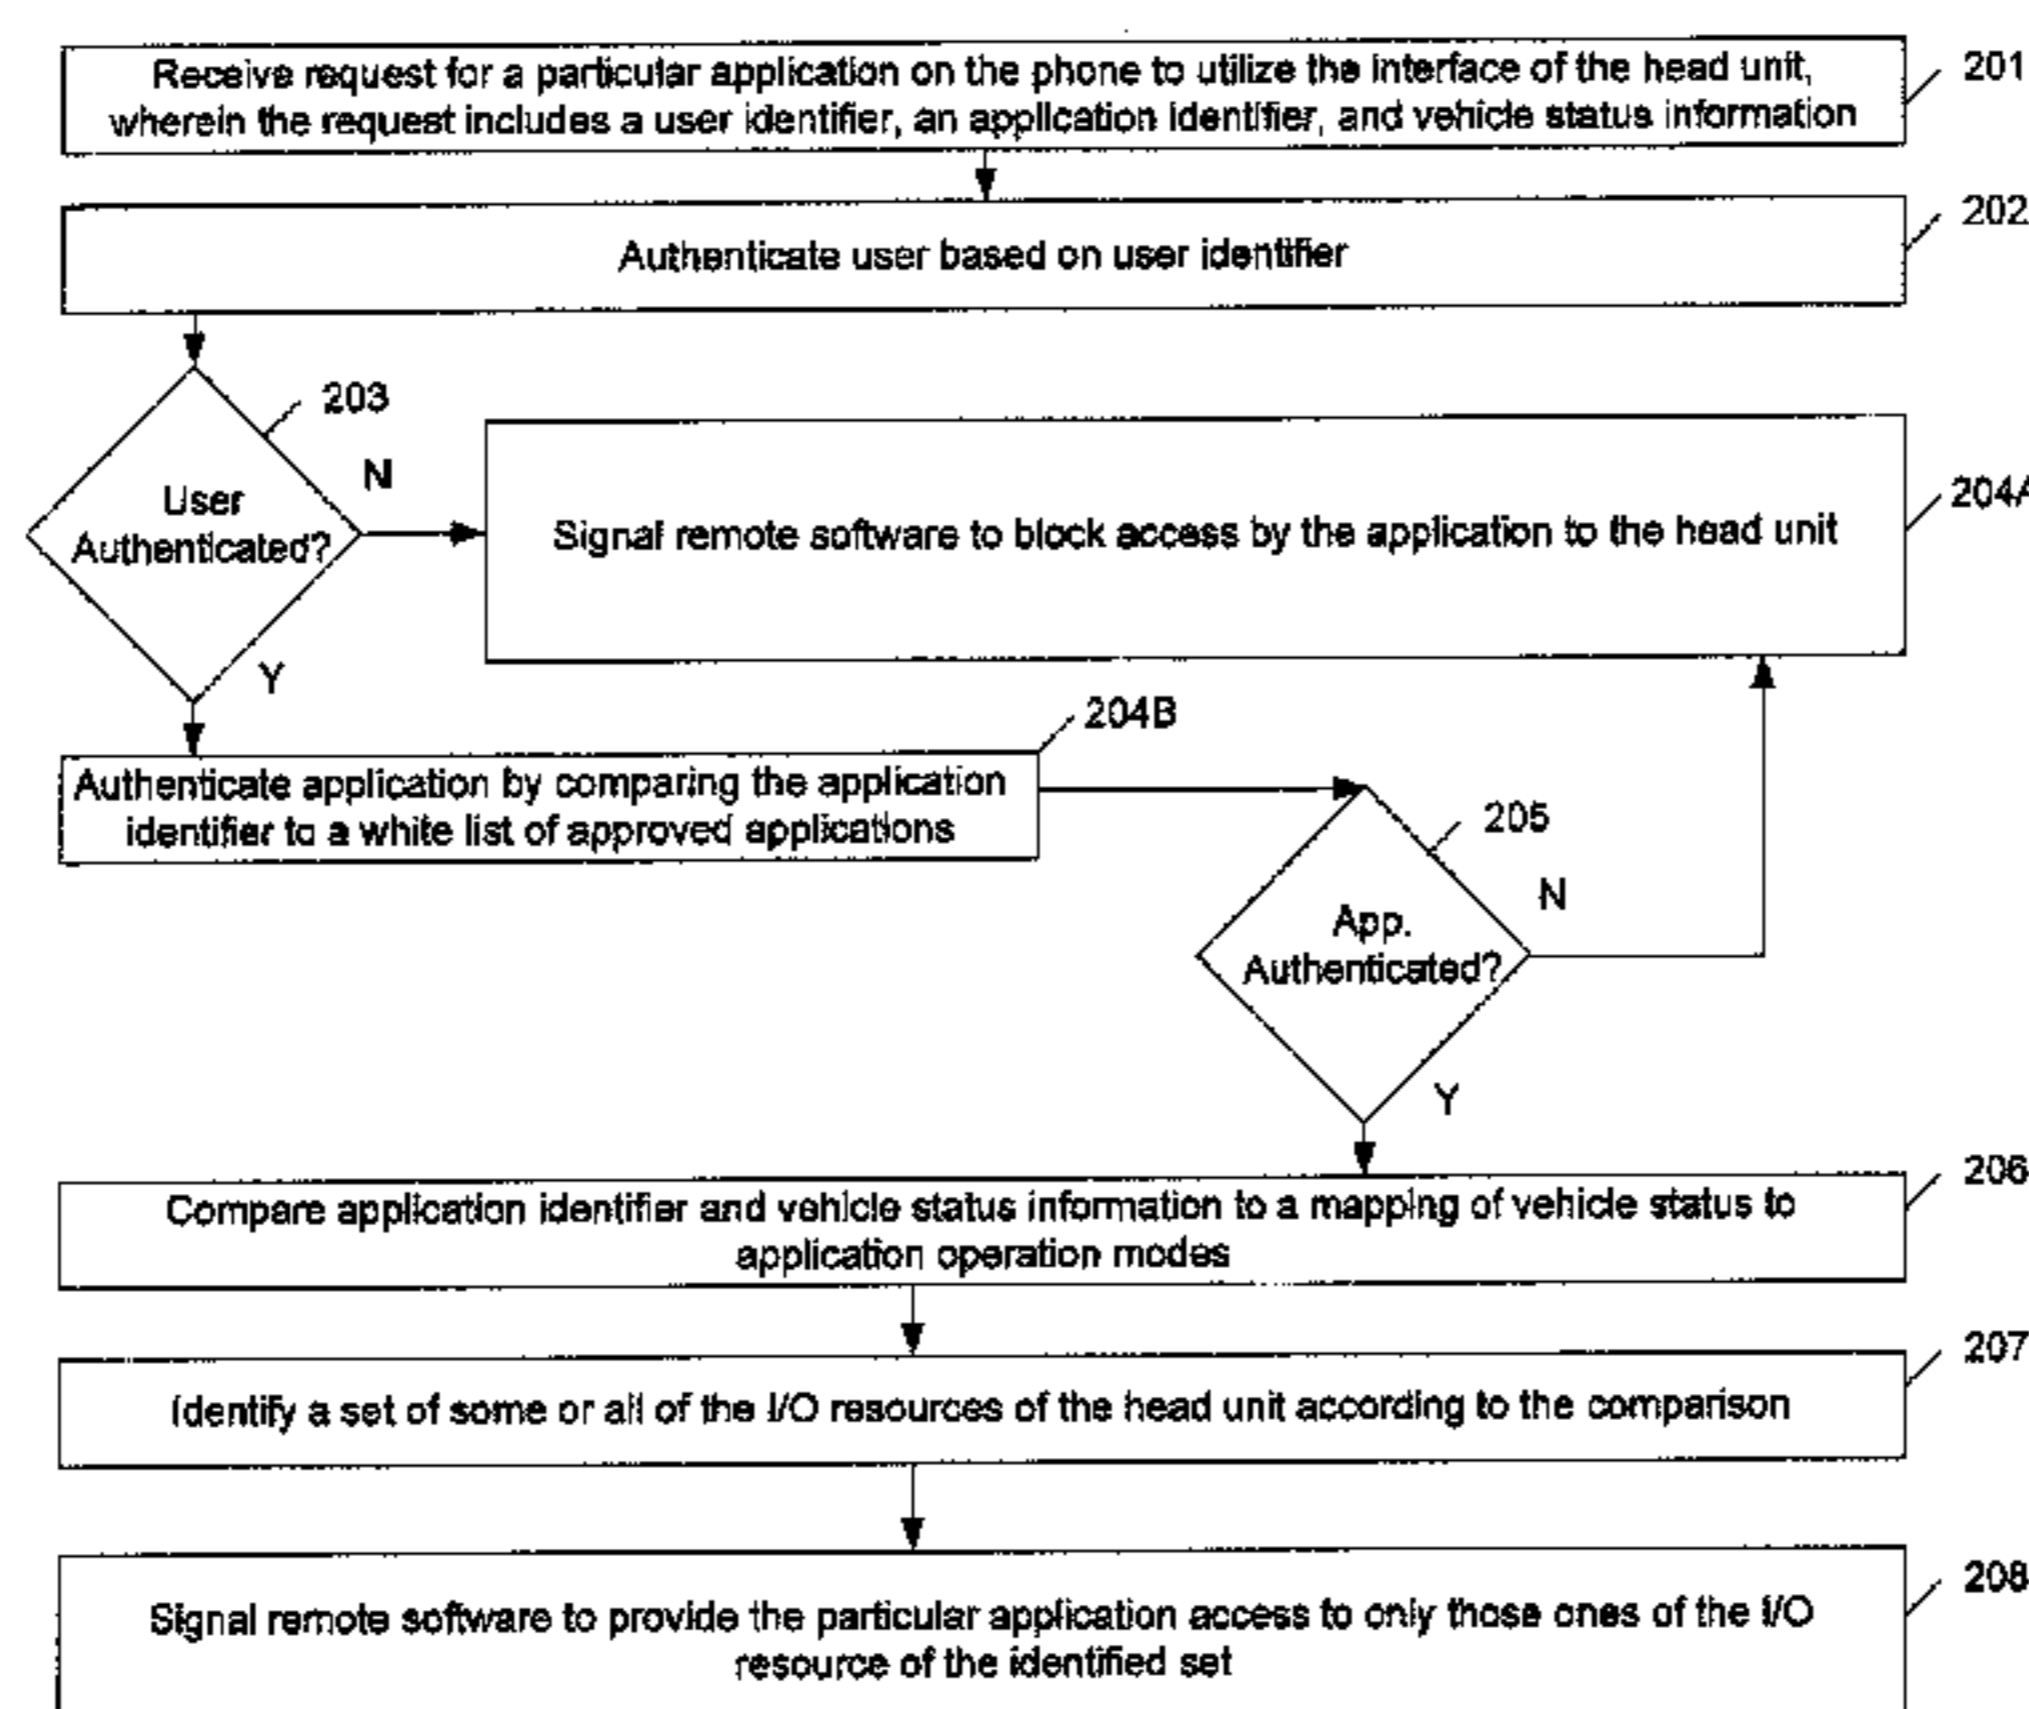 Receive request for a particular application on the phone to utilize the interface of the head unit,
wherein the request includes a user identifier, an application identifier, and vehicle status information
201
Authenticate user based on user identifier
202
203
User
Authenticated?
N
Y
Signal remote software to block access by the application to the head unit
204A
204B
Authenticate application by comparing the application
identifier to a white list of approved applications
205
App.
Authenticated?
N
Y
206
Compare application identifier and vehicle status information to a mapping of vehicle status to
application operation modes
207
Identify a set of some or all of the I/O resources of the head unit according to the comparison
208
Signal remote software to provide the particular application access to only those ones of the I/O
resource of the identified set